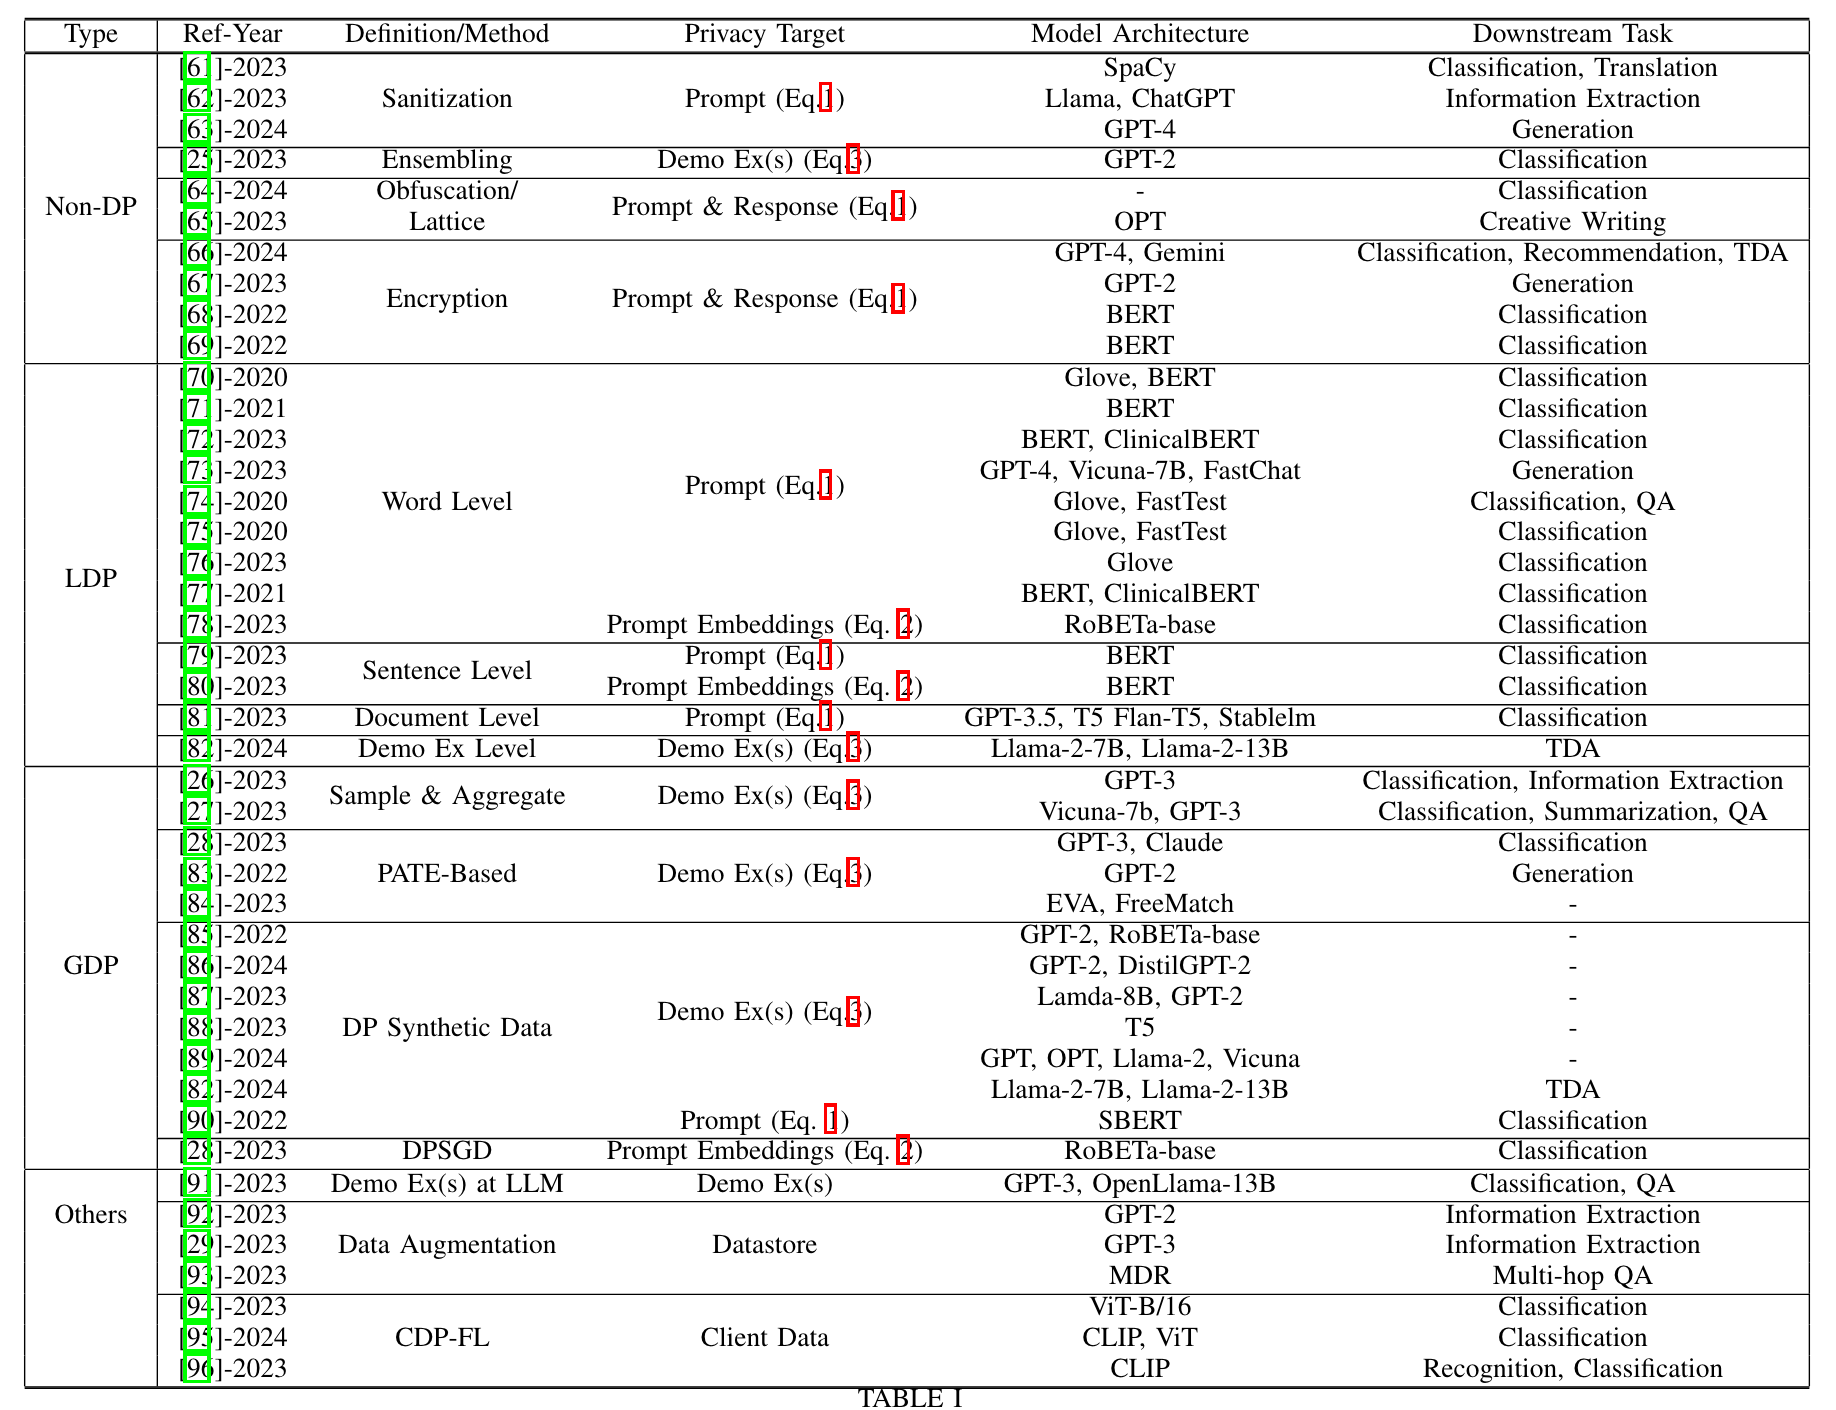 Type Ref-Year Definition/Method Privacy Target Model Architecture Downstream Task
[61]-2023 SpaCy Classification, Translation
[62]-2023 Sanitization Prompt (Eq.1) Llama, ChatGPT Information Extraction
[63]-2024 GPT-4 Generation
[25]-2023 Ensembling Demo Ex(s) (Eq.3) GPT-2 Classification
[64]-2024 Obfuscation/ - Classification
Non-DP Prompt & Response (Eq.1)
[65]-2023 Lattice OPT Creative Writing
[66]-2024 GPT-4, Gemini Classification, Recommendation, TDA
[67]-2023 GPT-2 Generation
Encryption Prompt & Response (Eq.1)
[68]-2022 BERT Classification
[69]-2022 BERT Classification
[70]-2020 Glove, BERT Classification
[71]-2021 BERT Classification
[72]-2023 BERT, ClinicalBERT Classification
[73]-2023 GPT-4, Vicuna-7B, FastChat Generation
Prompt (Eq.1)
[74]-2020 Word Level Glove, FastTest Classification, QA
[75]-2020 Glove, FastTest Classification
[76]-2023 Glove Classification
LDP
[77]-2021 BERT, ClinicalBERT Classification
[78]-2023 Prompt Embeddings (Eq. 2) RoBETa-base Classification
[79]-2023 Prompt (Eq.1) BERT Classification
Sentence Level
[80]-2023 Prompt Embeddings (Eq. 2) BERT Classification
[81]-2023 Document Level Prompt (Eq.1) GPT-3.5, T5 Flan-T5, Stablelm Classification
[82]-2024 Demo Ex Level Demo Ex(s) (Eq.3) Llama-2-7B, Llama-2-13B TDA
[26]-2023 GPT-3 Classification, Information Extraction
Sample & Aggregate Demo Ex(s) (Eq.3)
[27]-2023 Vicuna-7b, GPT-3 Classification, Summarization, QA
[28]-2023 GPT-3, Claude Classification
[83]-2022 PATE-Based Demo Ex(s) (Eq.3) GPT-2 Generation
[84]-2023 EVA, FreeMatch -
[85]-2022 GPT-2, RoBETa-base -
GDP [86]-2024 GPT-2, DistilGPT-2 -
[87]-2023 Lamda-8B, GPT-2 -
Demo Ex(s) (Eq.3)
[88]-2023 DP Synthetic Data T5 -
[89]-2024 GPT, OPT, Llama-2, Vicuna -
[82]-2024 Llama-2-7B, Llama-2-13B TDA
[90]-2022 Prompt (Eq. 1) SBERT Classification
[28]-2023 DPSGD Prompt Embeddings (Eq. 2) RoBETa-base Classification
[91]-2023 Demo Ex(s) at LLM Demo Ex(s) GPT-3, OpenLlama-13B Classification, QA
Others [92]-2023 GPT-2 Information Extraction
[29]-2023 Data Augmentation Datastore GPT-3 Information Extraction
[93]-2023 MDR Multi-hop QA
[94]-2023 ViT-B/16 Classification
[95]-2024 CDP-FL Client Data CLIP, ViT Classification
[96]-2023 CLIP Recognition, Classification
TABLE I